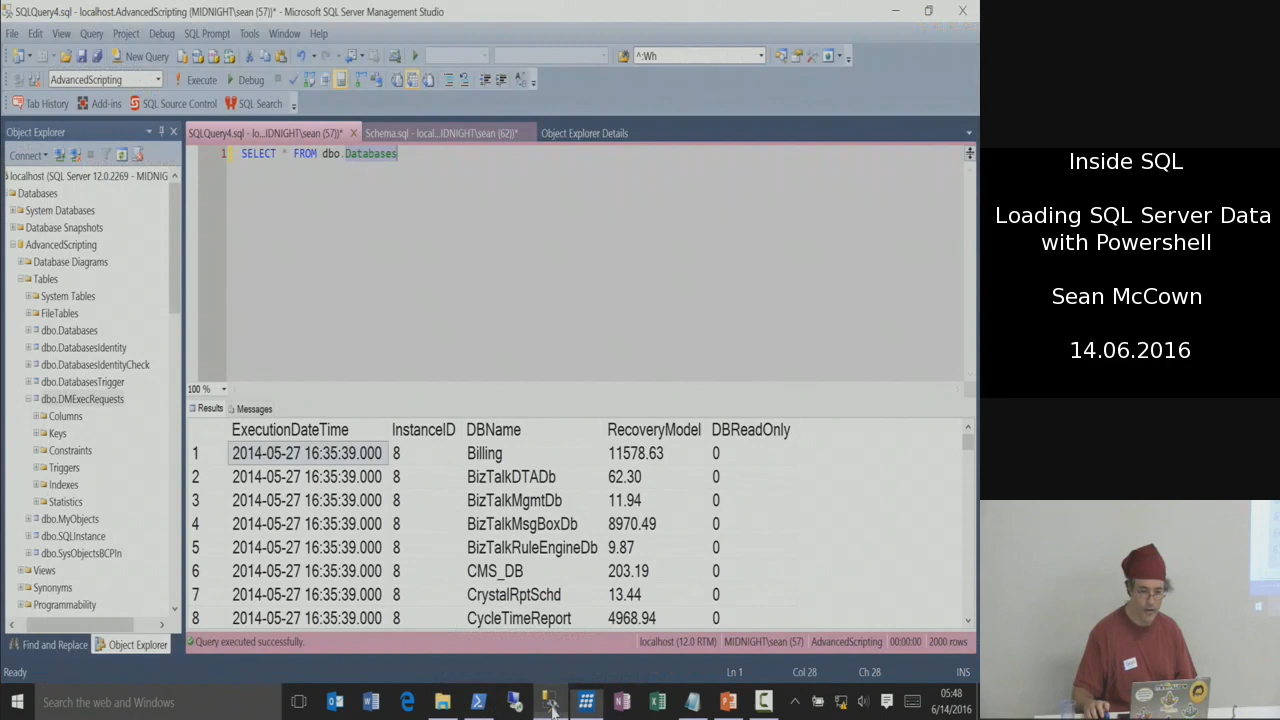 SQLQuery4.sql - localhost.AdvancedScripting (MIDNIGHT\sean (57))* - Microsoft SQL Server Management Studio
File Edit View Query Project Debug SQL Prompt Tools Window Help
New Query ^:Wh
AdvancedScripting Execute Debug
Tab History Add-ins SQL Source Control SQL Search
Object Explorer
SQLQuery4.sql - lo...IDNIGHT\sean (57))* Schema.sql - local...IDNIGHT\sean (62))* Object Explorer Details
Connect
1 SELECT * FROM dbo.Databases
localhost (SQL Server 12.0.2269 - MIDNIG
Databases
System Databases
Database Snapshots
AdvancedScripting
Database Diagrams
Tables
System Tables
FileTables
dbo.Databases
dbo.DatabasesIdentity
dbo.DatabasesIdentityCheck
dbo.DatabasesTrigger
dbo.DMExecRequests
Columns
Keys
Constraints
Triggers
Indexes
Statistics
dbo.MyObjects
dbo.SQLInstance
dbo.SysObjectsBCPIn
Views
Synonyms
Programmability
Find and Replace Object Explorer
100 %
Results Messages
ExecutionDateTime InstanceID DBName RecoveryModel DBReadOnly
1 2014-05-27 16:35:39.000 8 Billing 11578.63 0
2 2014-05-27 16:35:39.000 8 BizTalkDTADb 62.30 0
3 2014-05-27 16:35:39.000 8 BizTalkMgmtDb 11.94 0
4 2014-05-27 16:35:39.000 8 BizTalkMsgBoxDb 8970.49 0
5 2014-05-27 16:35:39.000 8 BizTalkRuleEngineDb 9.87 0
6 2014-05-27 16:35:39.000 8 CMS_DB 203.19 0
7 2014-05-27 16:35:39.000 8 CrystalRptSchd 13.44 0
8 2014-05-27 16:35:39.000 8 CycleTimeReport 4968.94 0
Query executed successfully. localhost (12.0 RTM) MIDNIGHT\sean (57) AdvancedScripting 00:00:00 2000 rows
Ready Ln 1 Col 28 Ch 28 INS
Search the web and Windows
05:48
6/14/2016
Inside SQL
Loading SQL Server Data
with Powershell
Sean McCown
14.06.2016